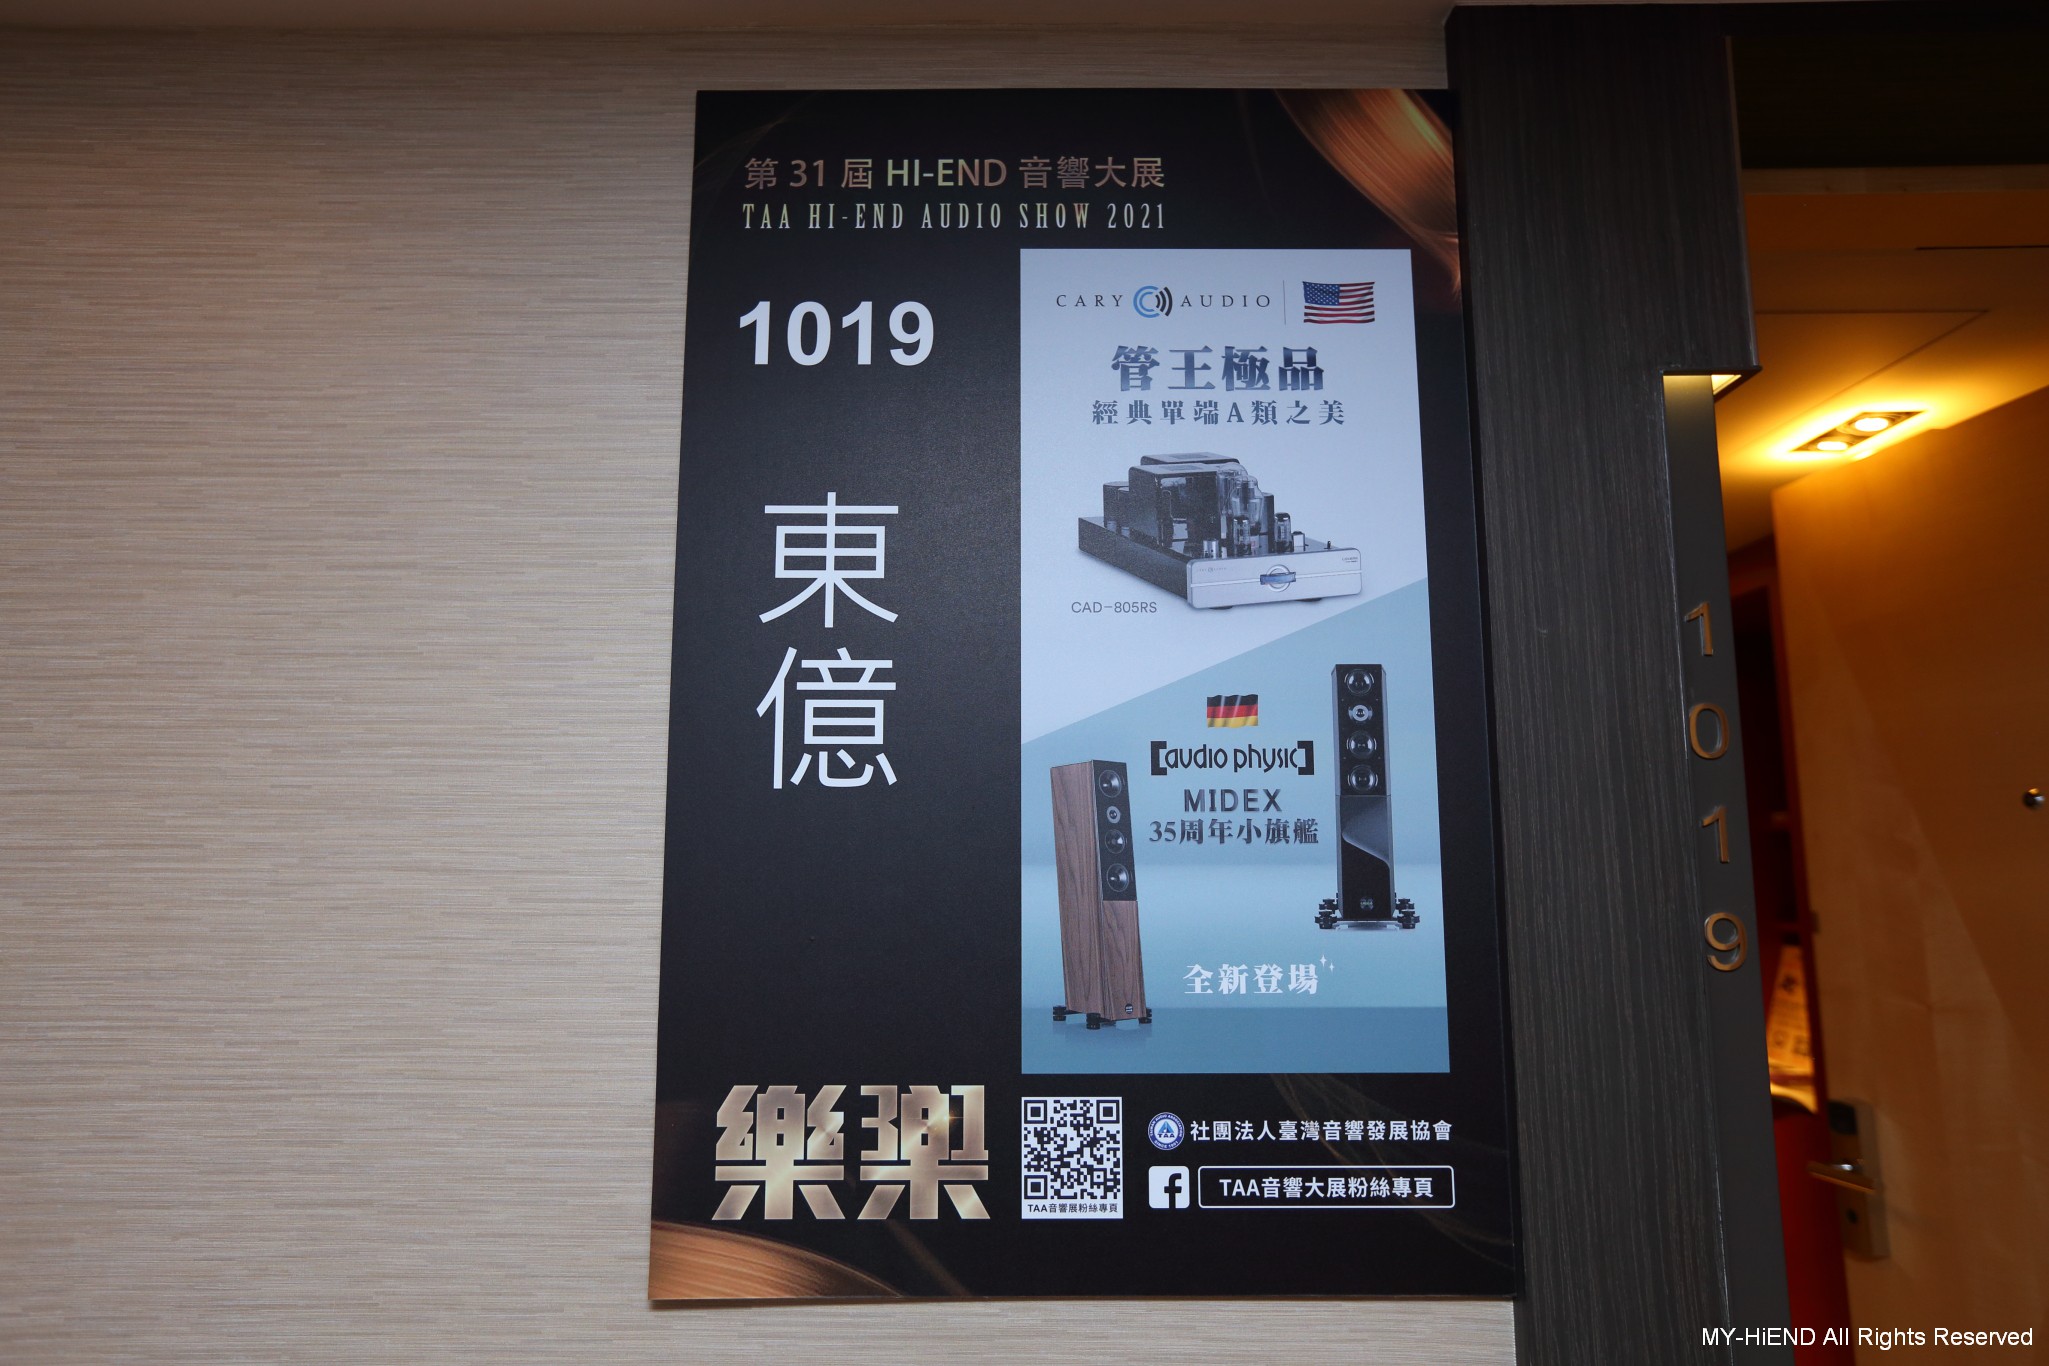 第 31 屆 HI-END 音響大展
TAA HI-END AUDIO SHOW 2021
1019
東億
CARY AUDIO
管王極品
經典單端A類之美
CAD-805RS
[audio physic]
MIDEX
35周年小旗艦
全新登場
樂樂
TAA音響展粉絲專頁
社團法人臺灣音響發展協會
TAA音響大展粉絲專頁
1019
MY-HiEND All Rights Reserved